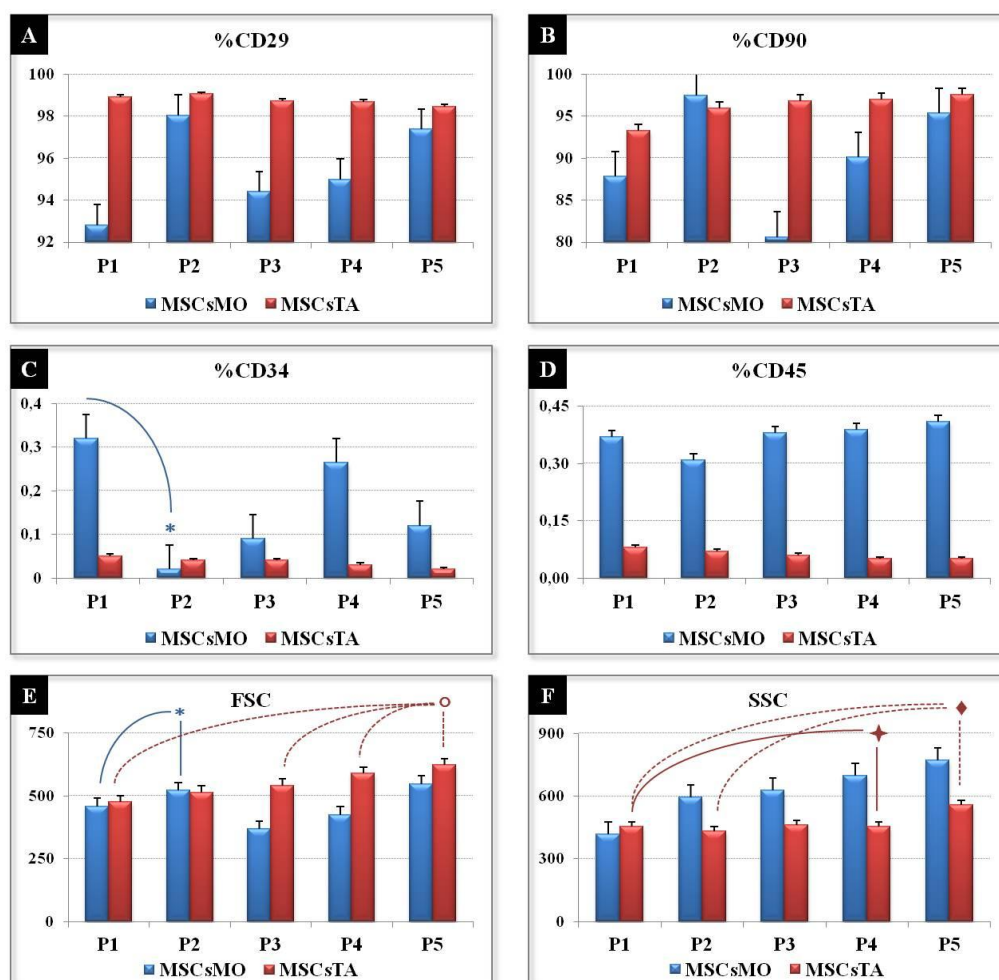 A
%CD29
100
98
96
94
92
P1 P2 P3 P4 P5
MSCsMO MSCsTA
B
%CD90
100
95
90
85
80
P1 P2 P3 P4 P5
MSCsMO MSCsTA
C
%CD34
0,4
0,3
0,2
0,1
0
*
P1 P2 P3 P4 P5
MSCsMO MSCsTA
D
%CD45
0,45
0,30
0,15
0,00
P1 P2 P3 P4 P5
MSCsMO MSCsTA
E
FSC
*
750
500
250
0
P1 P2 P3 P4 P5
MSCsMO MSCsTA
F
SSC
900
600
300
0
P1 P2 P3 P4 P5
MSCsMO MSCsTA